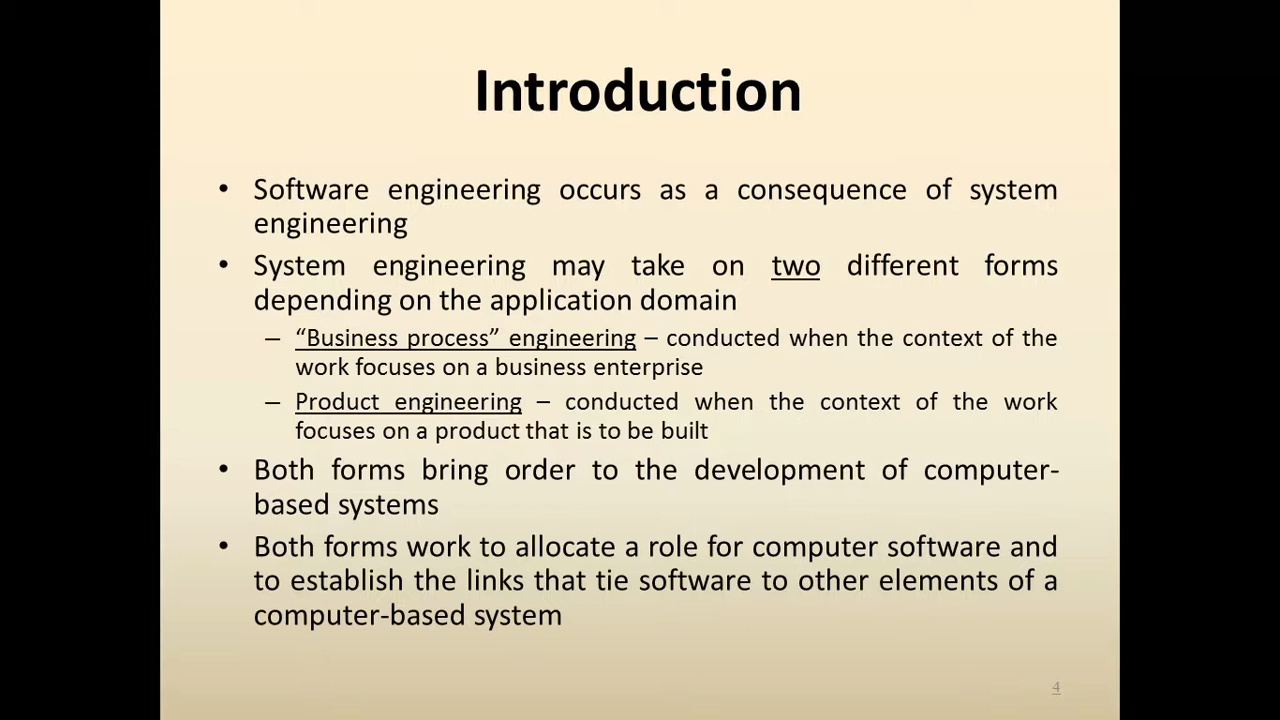 Introduction
• Software engineering occurs as a consequence of system
engineering
• System engineering may take on two different forms
depending on the application domain
– “Business process” engineering – conducted when the context of the
work focuses on a business enterprise
– Product engineering – conducted when the context of the work
focuses on a product that is to be built
• Both forms bring order to the development of computer-
based systems
• Both forms work to allocate a role for computer software and
to establish the links that tie software to other elements of a
computer-based system
4